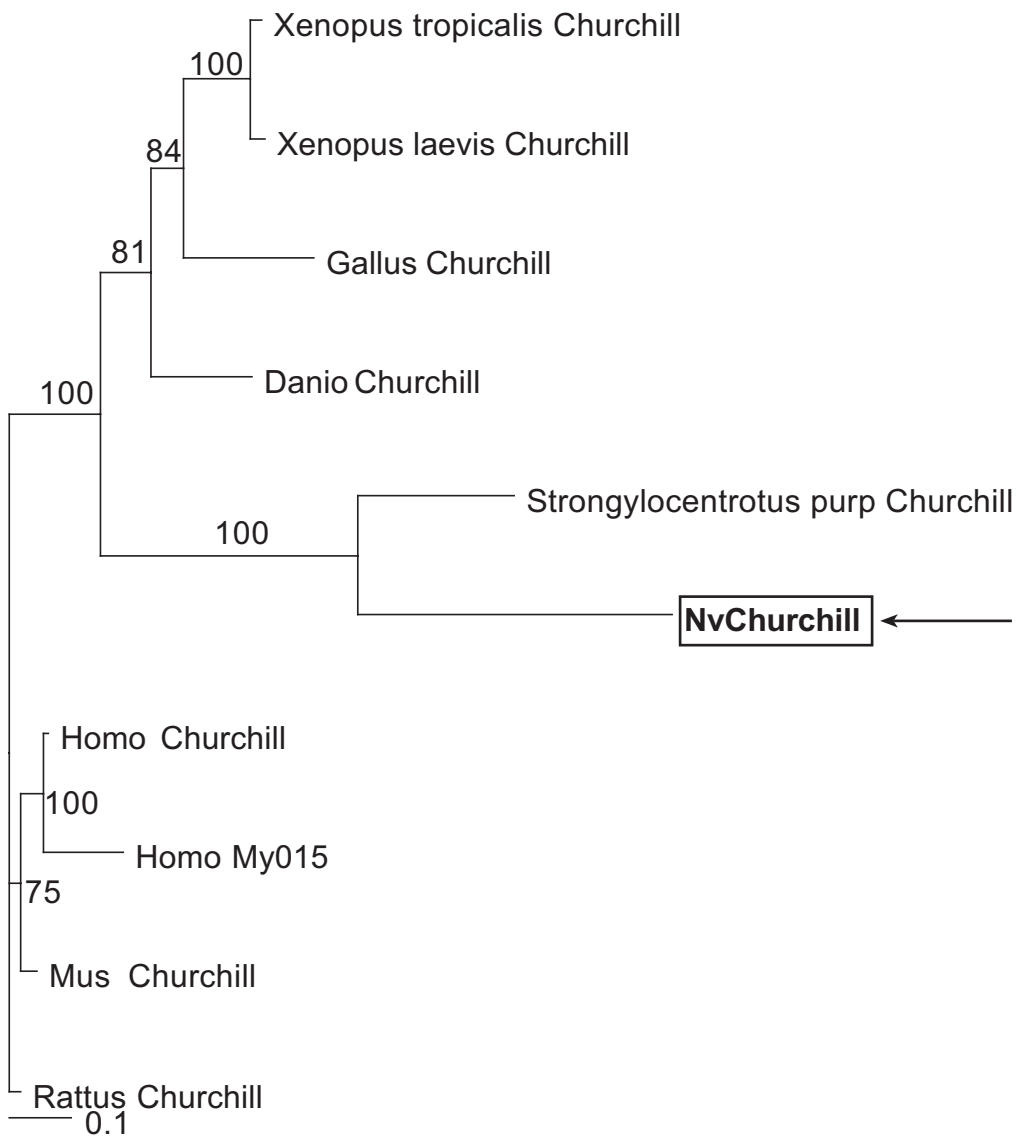 Xenopus tropicalis Churchill
100
Xenopus laevis Churchill
84
81
Gallus Churchill
Danio Churchill
100
Strongylocentrotus purp Churchill
100
NvChurchill
Homo Churchill
100
Homo My015
75
Mus Churchill
Rattus Churchill
0.1